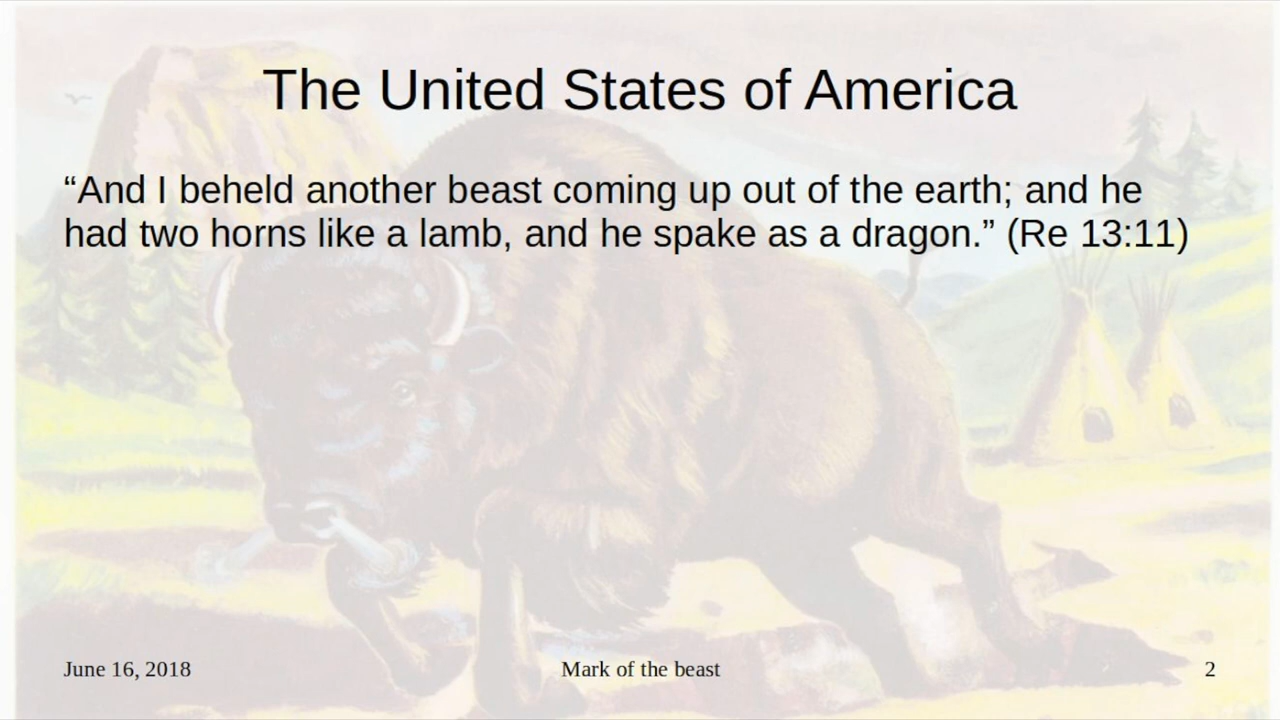 The United States of America
“And I beheld another beast coming up out of the earth; and he
had two horns like a lamb, and he spake as a dragon.” (Re 13:11)
June 16, 2018
Mark of the beast
2